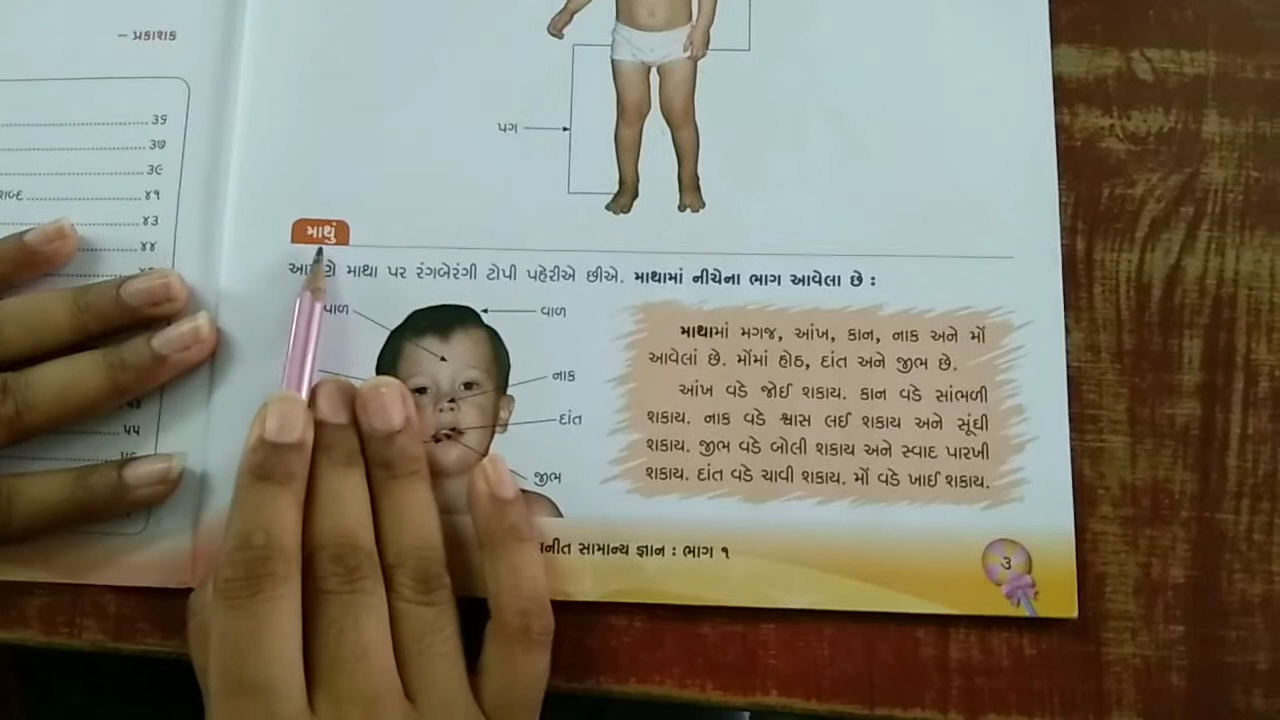 – પ્રકાશક
૩૬
૩૭
૩૯
શબ્દ ૪૧
૪૩
૪૪
૫૫
પગ
માથું
માથા પર રંગબેરંગી ટોપી પહેરીએ છીએ. માથામાં નીચેના ભાગ આવેલા છે :
વાળ
નાક
દાંત
જીભ
માથામાં મગજ, આંખ, કાન, નાક અને મોં
આવેલાં છે. મોંમાં હોઠ, દાંત અને જીભ છે.
આંખ વડે જોઈ શકાય. કાન વડે સાંભળી
શકાય. નાક વડે શ્વાસ લઈ શકાય અને સૂંઘી
શકાય. જીભ વડે બોલી શકાય અને સ્વાદ પારખી
શકાય. દાંત વડે ચાવી શકાય. મોં વડે ખાઈ શકાય.
સામાન્ય જ્ઞાન : ભાગ ૧
૩